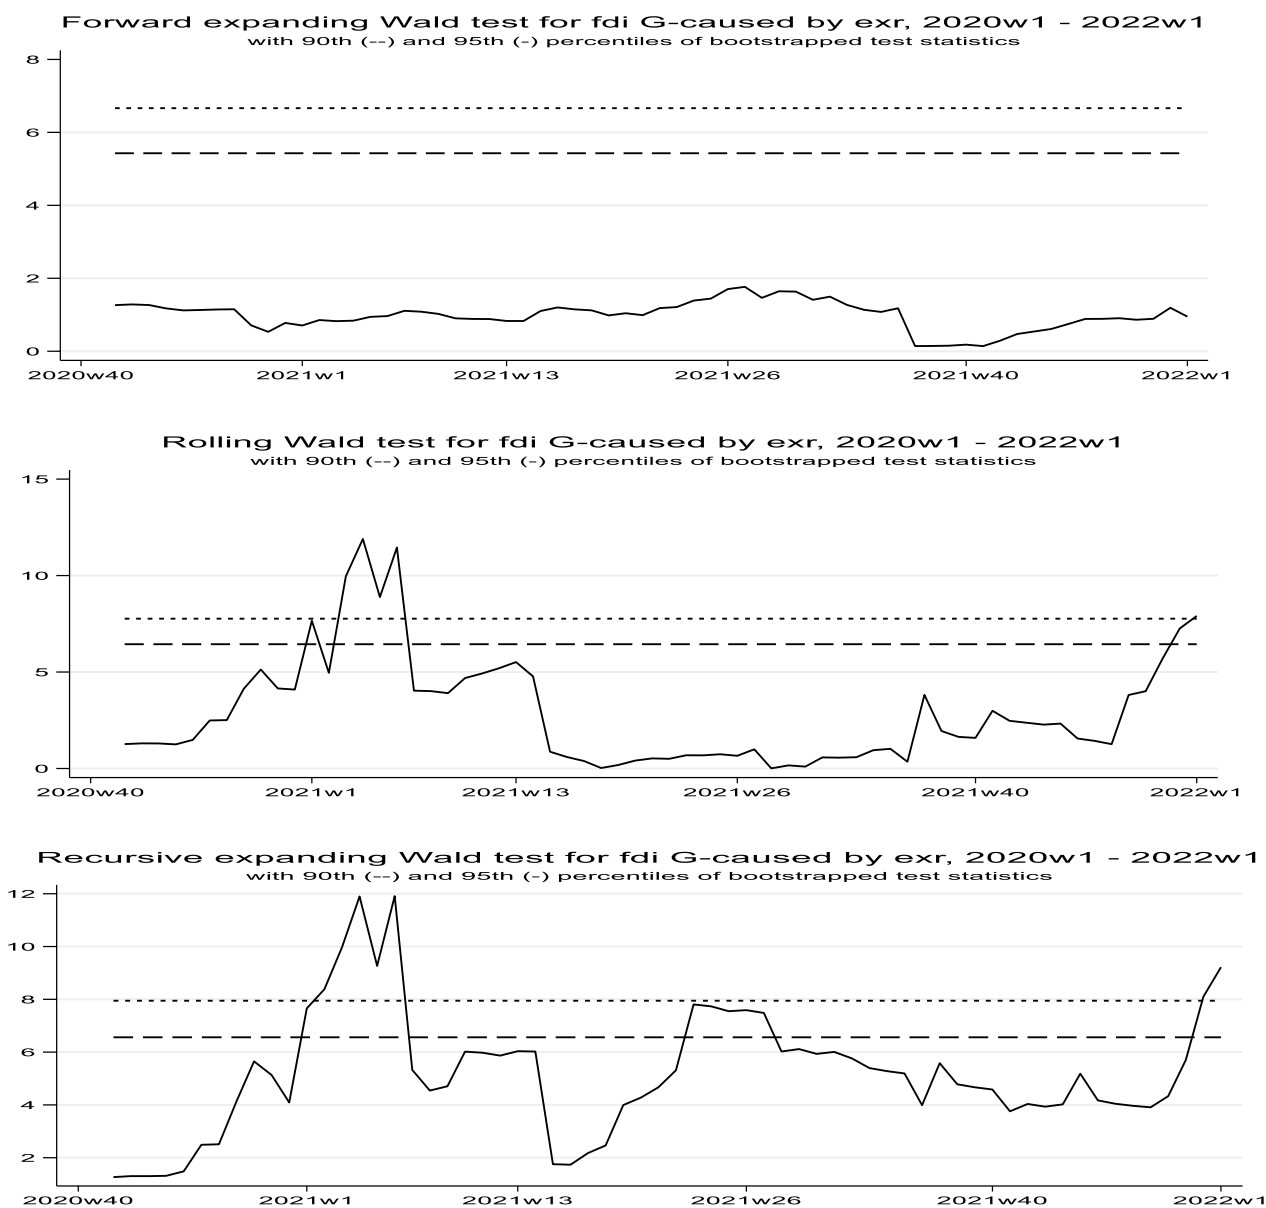 Forward expanding Wald test for fdi G-caused by exr, 2020w1 - 2022w1
with 90th (--) and 95th (-) percentiles of bootstrapped test statistics
8
6
4
2
0
2020w40 2021w1 2021w13 2021w26 2021w40 2022w1
Rolling Wald test for fdi G-caused by exr, 2020w1 - 2022w1
with 90th (--) and 95th (-) percentiles of bootstrapped test statistics
15
10
5
0
2020w40 2021w1 2021w13 2021w26 2021w40 2022w1
Recursive expanding Wald test for fdi G-caused by exr, 2020w1 - 2022w1
with 90th (--) and 95th (-) percentiles of bootstrapped test statistics
12
10
8
6
4
2
2020w40 2021w1 2021w13 2021w26 2021w40 2022w1